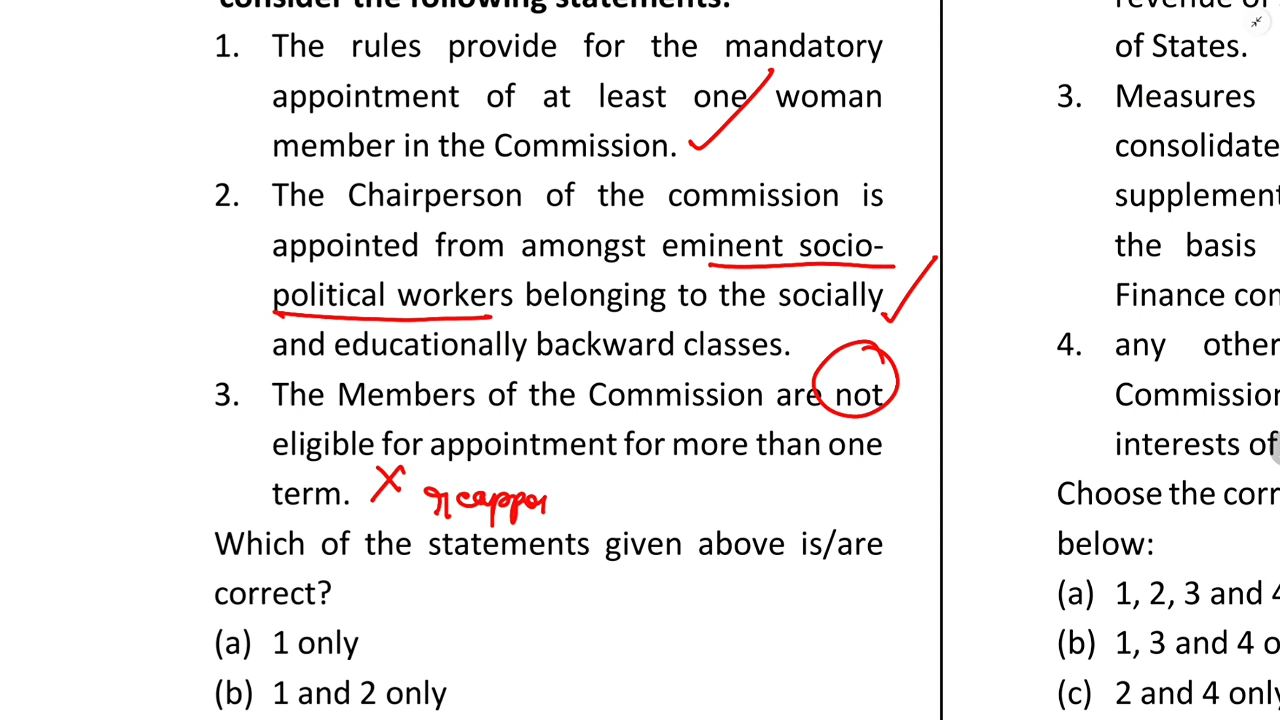 consider the following statements:
1. The rules provide for the mandatory
appointment of at least one woman
member in the Commission.
2. The Chairperson of the commission is
appointed from amongst eminent socio-
political workers belonging to the socially
and educationally backward classes.
3. The Members of the Commission are not
eligible for appointment for more than one
term. reappoi
Which of the statements given above is/are
correct?
(a) 1 only
(b) 1 and 2 only
of States.
3. Measures
consolidate
supplement
the basis
Finance con
4. any other
Commission
interests of
Choose the corr
below:
(a) 1, 2, 3 and 4
(b) 1, 3 and 4 o
(c) 2 and 4 only